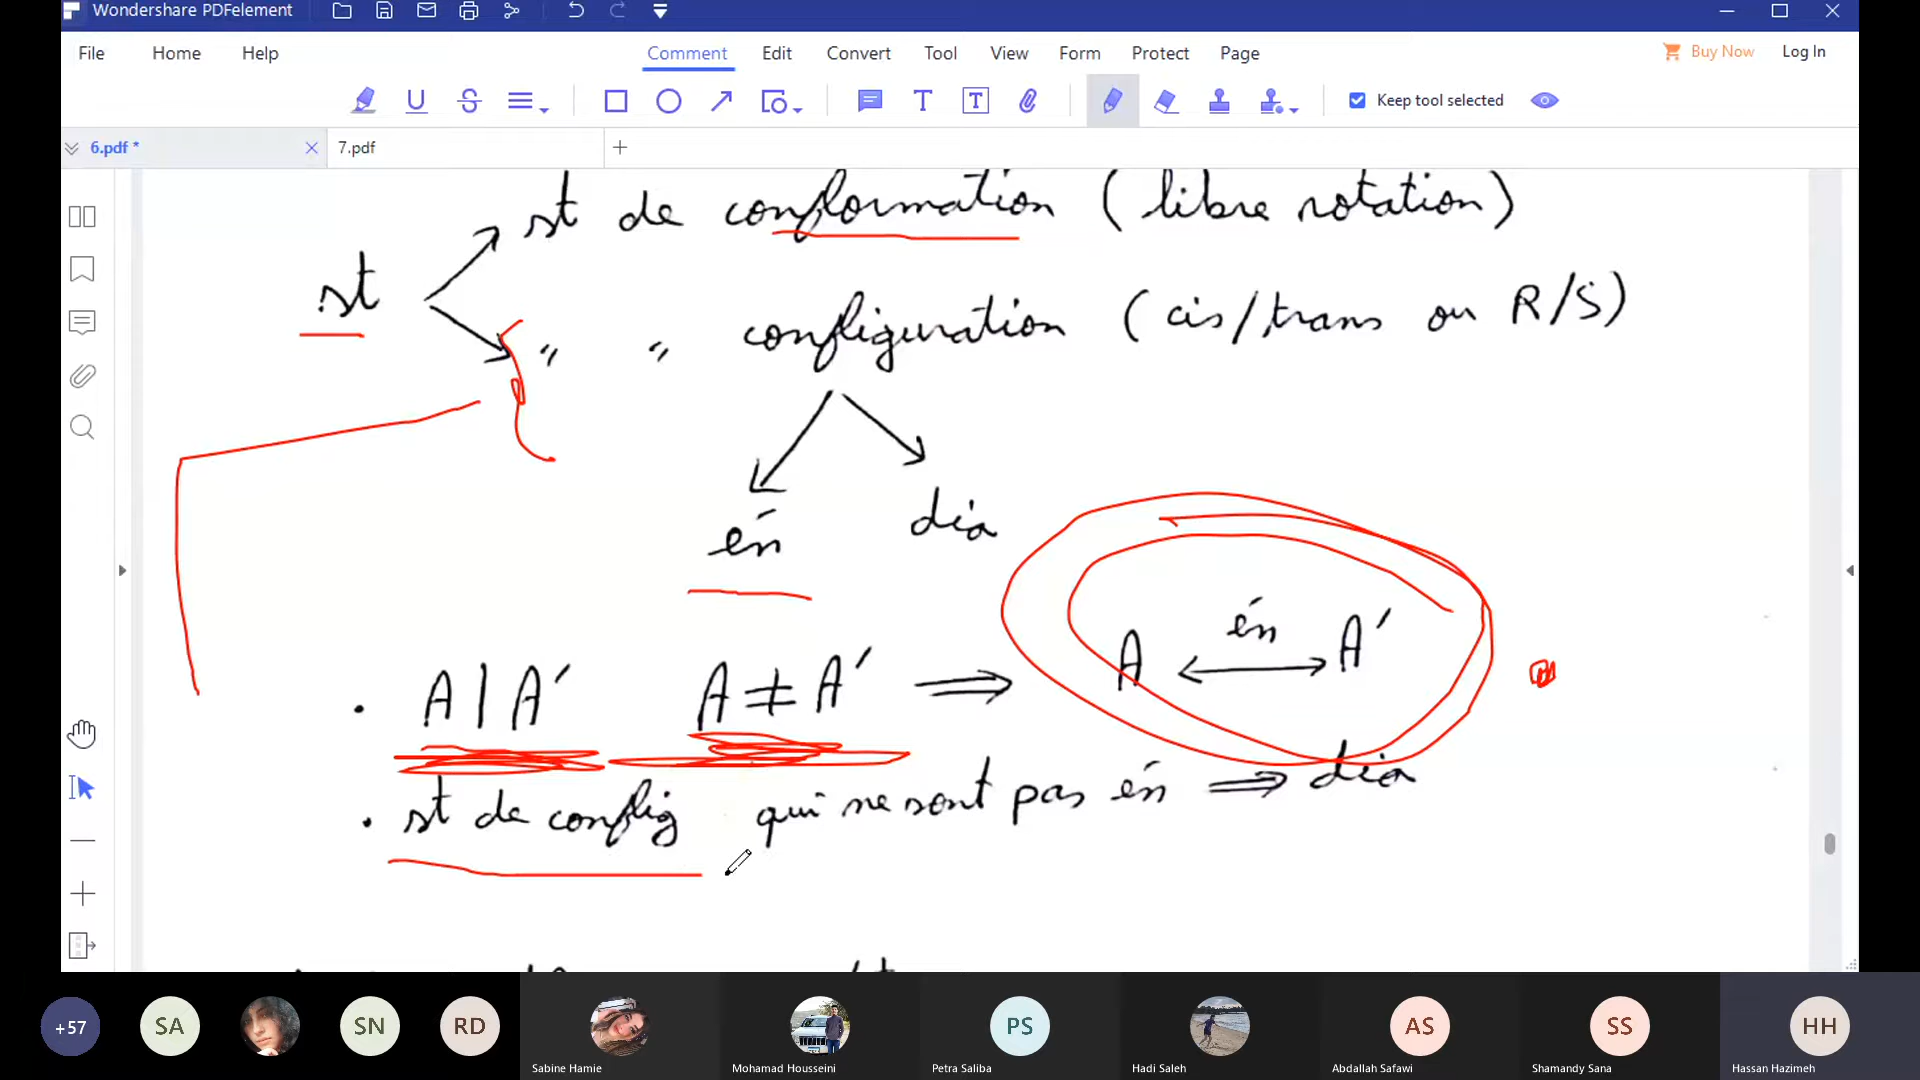 Wondershare PDFelement
File Home Help Comment Edit Convert Tool View Form Protect Page Buy Now Log In
Keep tool selected
6.pdf * 7.pdf
st de conformation (libre rotation)
st
" " configuration (cis/trans ou R/S)
én dia
• A | A' A ≠ A' ⇒ A ⟷ A' én
• st de config qui ne sont pas én ⇒ dia
+57 SA SN RD PS AS SS HH
Sabine Hamie Mohamad Housseini Petra Saliba Hadi Saleh Abdallah Safawi Shamandy Sana Hassan Hazimeh